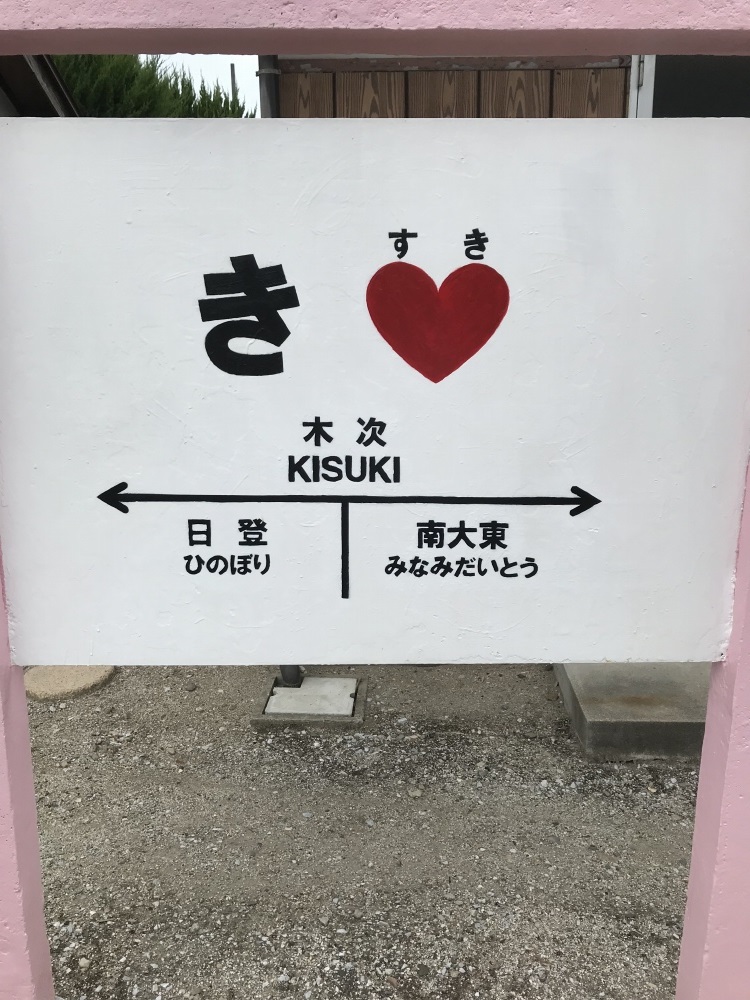 すき
き
木次
KISUKI
日登 南大東
ひのぼり みなみだいとう